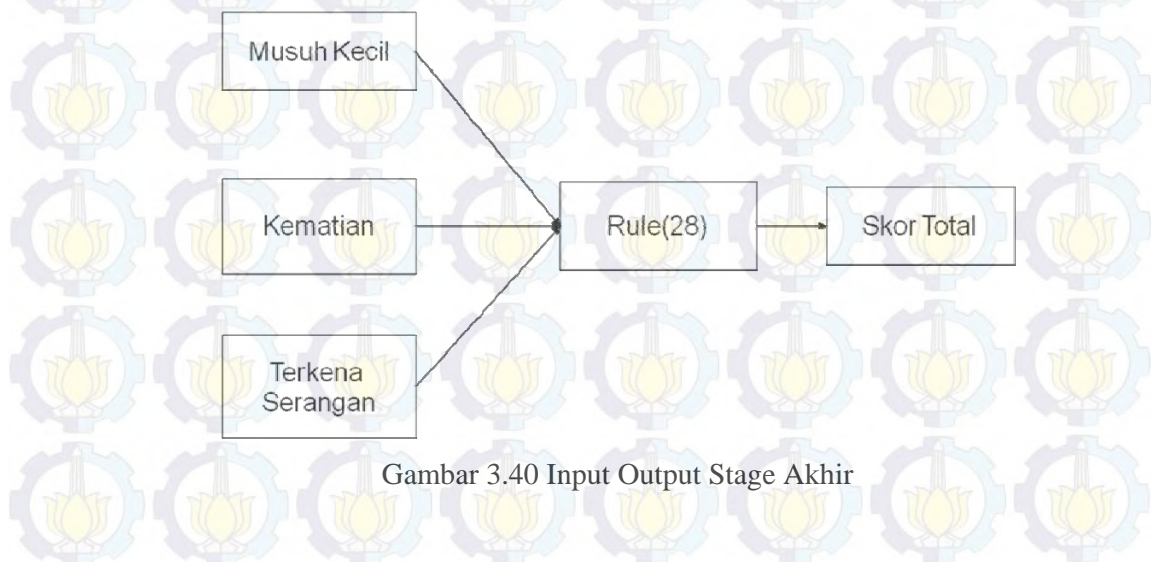 Musuh Kecil
Kematian
Rule(28)
Skor Total
Terkena
Serangan
Gambar 3.40 Input Output Stage Akhir